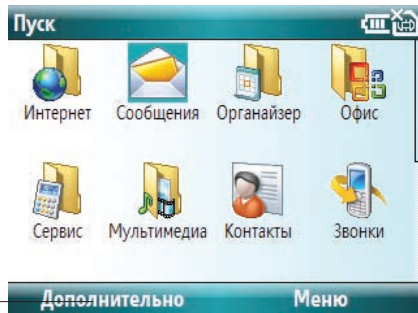 Пуск
Интернет Сообщения Органайзер Офис
Сервис Мультимедиа Контакты Звонки
Дополнительно Меню